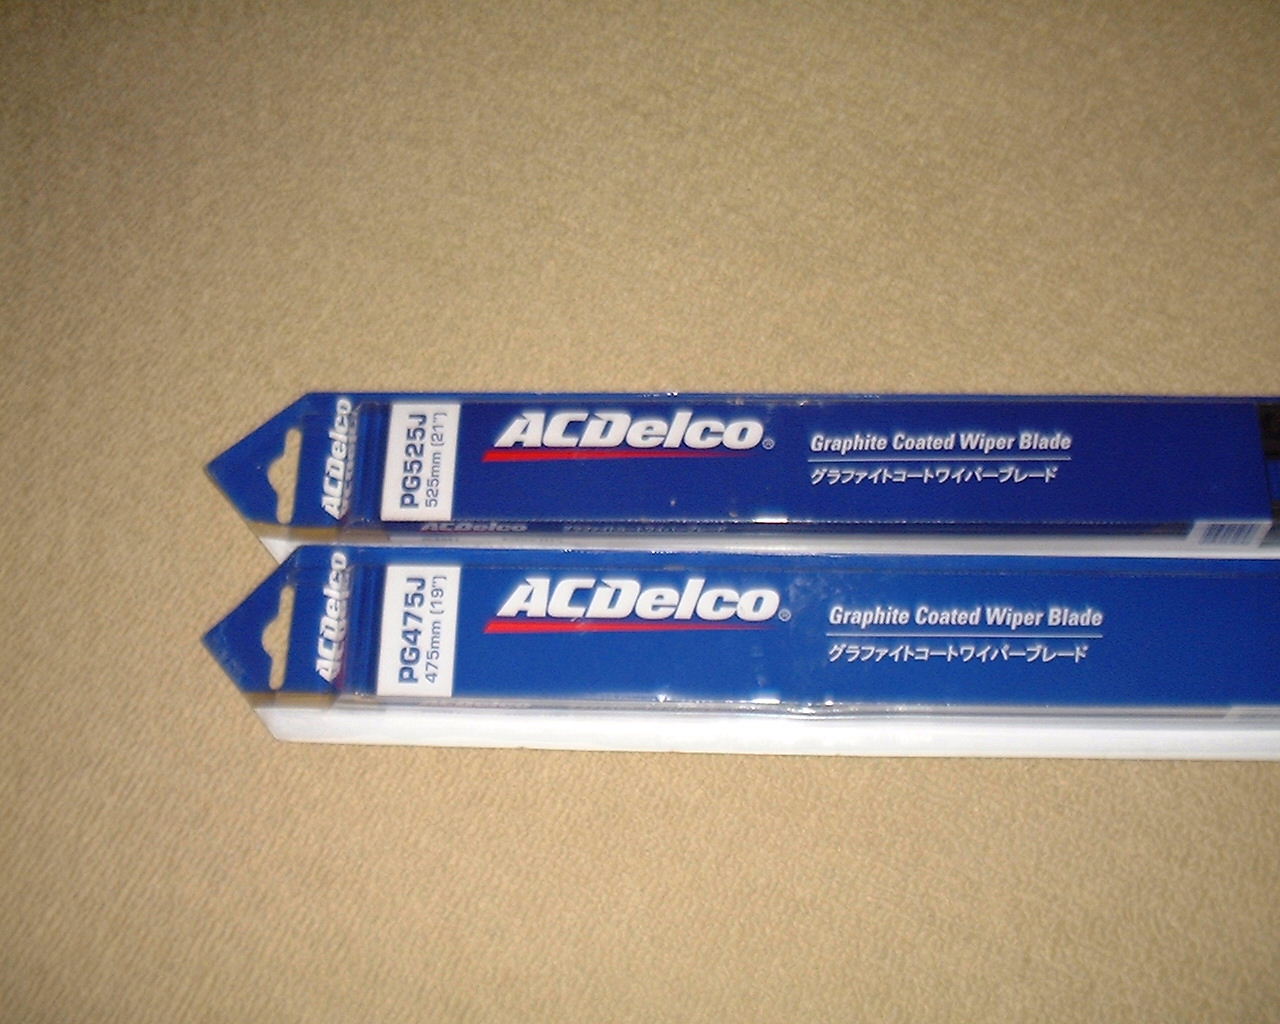 ACDelco
PG525J
525mm (21")
ACDelco®
Graphite Coated Wiper Blade
グラファイトコートワイパーブレード
ACDelco
ACDelco
PG475J
475mm (19")
ACDelco®
Graphite Coated Wiper Blade
グラファイトコートワイパーブレード